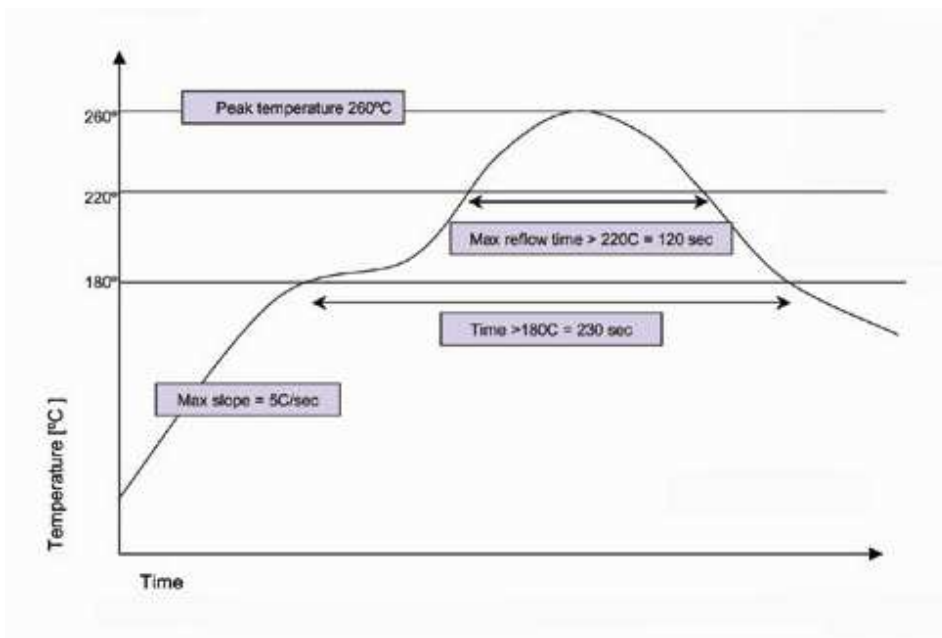 Peak temperature 260ºC
260º
220º
Max reflow time > 220C = 120 sec
180º
Time >180C = 230 sec
Max slope = 5C/sec
Temperature [ºC ]
Time